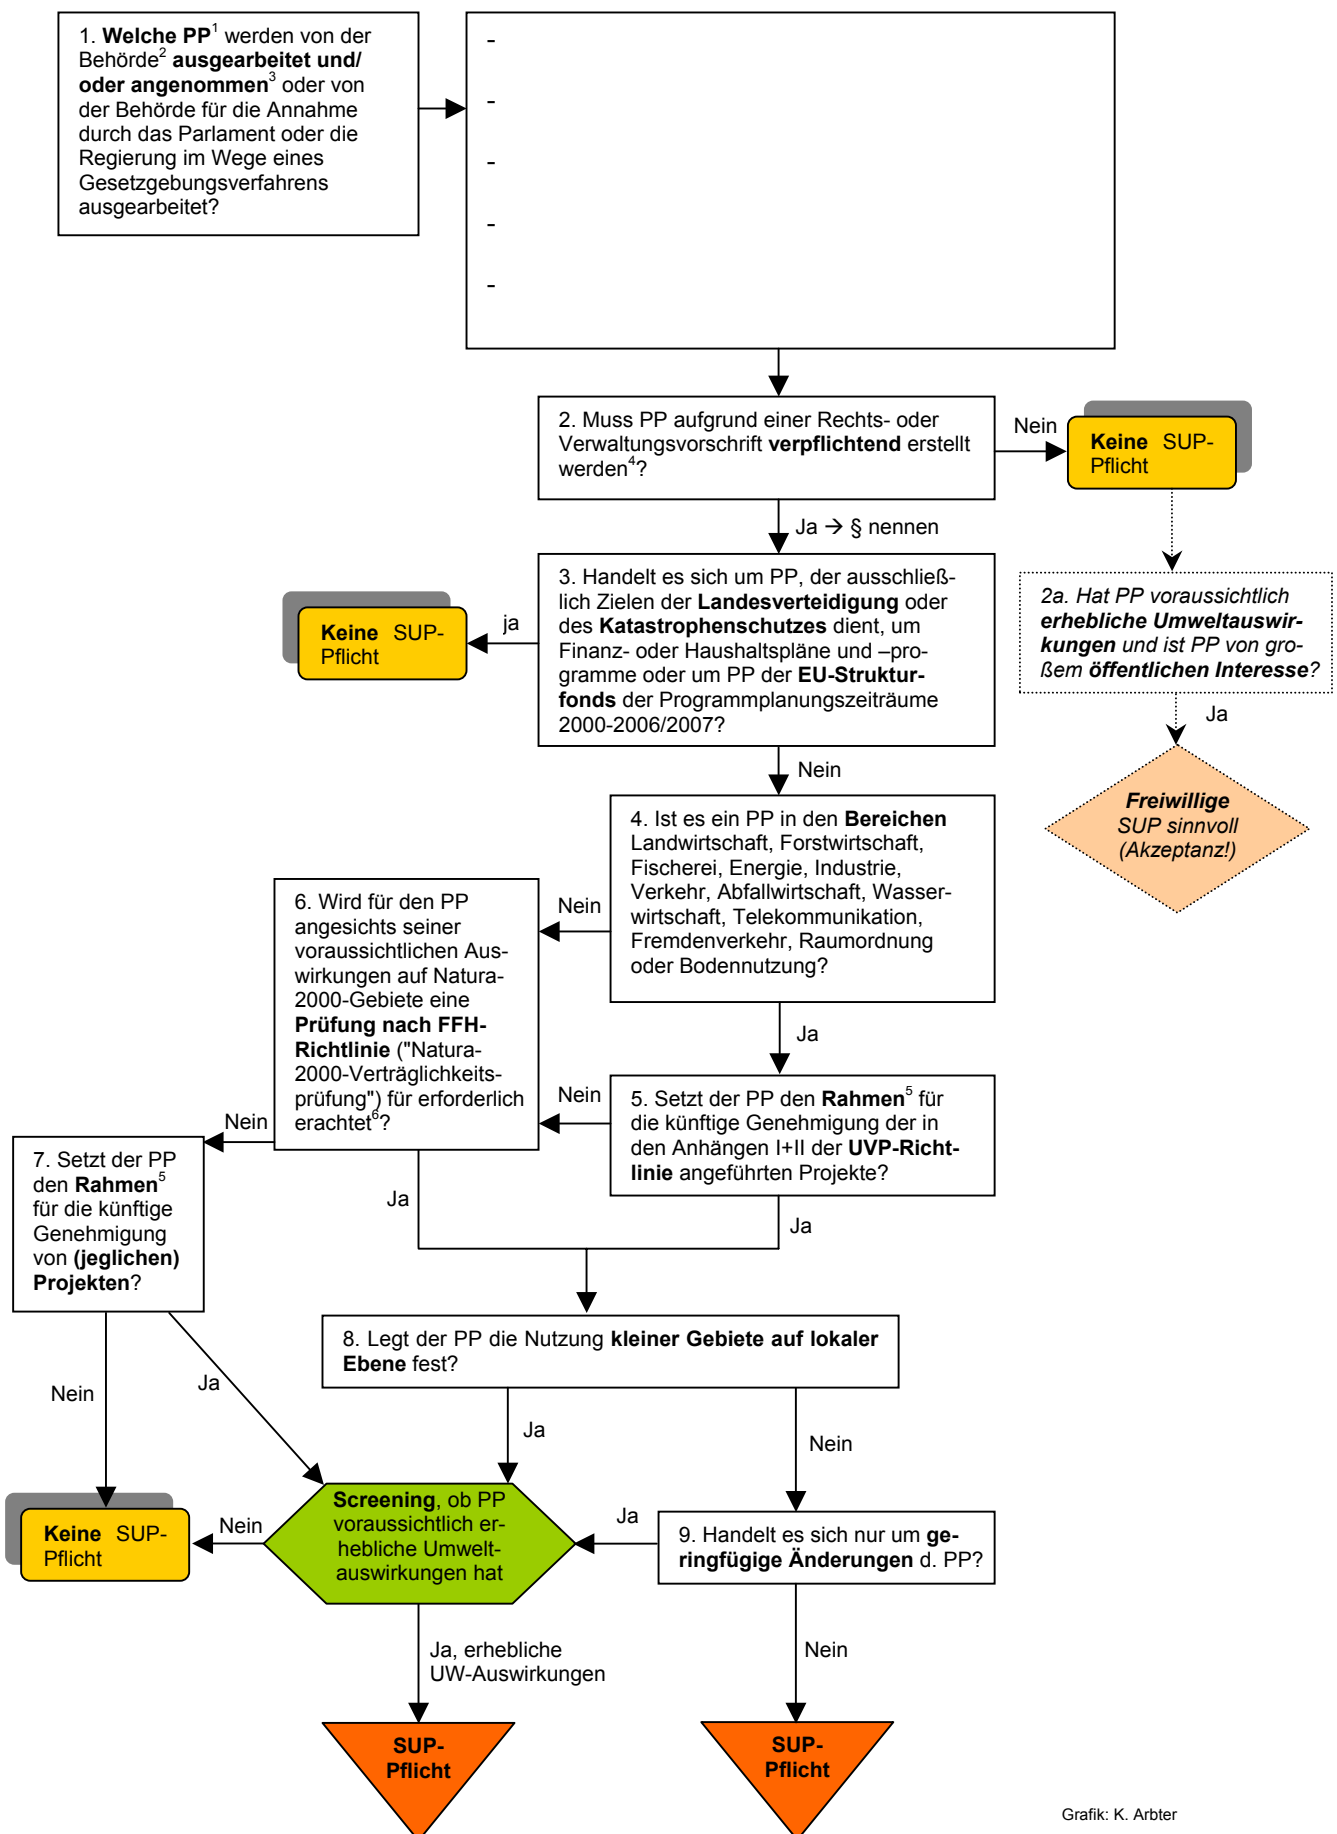 1. Welche PP¹ werden von der
Behörde² ausgearbeitet und/
oder angenommen³ oder von
der Behörde für die Annahme
durch das Parlament oder die
Regierung im Wege eines
Gesetzgebungsverfahrens
ausgearbeitet?
-
-
-
-
-
2. Muss PP aufgrund einer Rechts- oder
Verwaltungsvorschrift verpflichtend erstellt
werden⁴?
Nein
Keine SUP-
Pflicht
Ja → § nennen
2a. Hat PP voraussichtlich
erhebliche Umweltauswir-
kungen und ist PP von gro-
ßem öffentlichen Interesse?
Ja
Freiwillige
SUP sinnvoll
(Akzeptanz!)
3. Handelt es sich um PP, der ausschließ-
lich Zielen der Landesverteidigung oder
des Katastrophenschutzes dient, um
Finanz- oder Haushaltspläne und –pro-
gramme oder um PP der EU-Struktur-
fonds der Programmplanungszeiträume
2000-2006/2007?
ja
Keine SUP-
Pflicht
Nein
4. Ist es ein PP in den Bereichen
Landwirtschaft, Forstwirtschaft,
Fischerei, Energie, Industrie,
Verkehr, Abfallwirtschaft, Wasser-
wirtschaft, Telekommunikation,
Fremdenverkehr, Raumordnung
oder Bodennutzung?
Nein
Ja
5. Setzt der PP den Rahmen⁵ für
die künftige Genehmigung der in
den Anhängen I+II der UVP-Richt-
linie angeführten Projekte?
Nein
Ja
6. Wird für den PP
angesichts seiner
voraussichtlichen Aus-
wirkungen auf Natura-
2000-Gebiete eine
Prüfung nach FFH-
Richtlinie ("Natura-
2000-Verträglichkeits-
prüfung") für erforderlich
erachtet⁶?
Nein
Ja
7. Setzt der PP
den Rahmen⁵
für die künftige
Genehmigung
von (jeglichen)
Projekten?
Nein
Ja
8. Legt der PP die Nutzung kleiner Gebiete auf lokaler
Ebene fest?
Ja
Nein
Keine SUP-
Pflicht
Nein
Screening, ob PP
voraussichtlich er-
hebliche Umwelt-
auswirkungen hat
Ja
9. Handelt es sich nur um ge-
ringfügige Änderungen d. PP?
Ja, erhebliche
UW-Auswirkungen
Nein
SUP-
Pflicht
SUP-
Pflicht
Grafik: K. Arbter